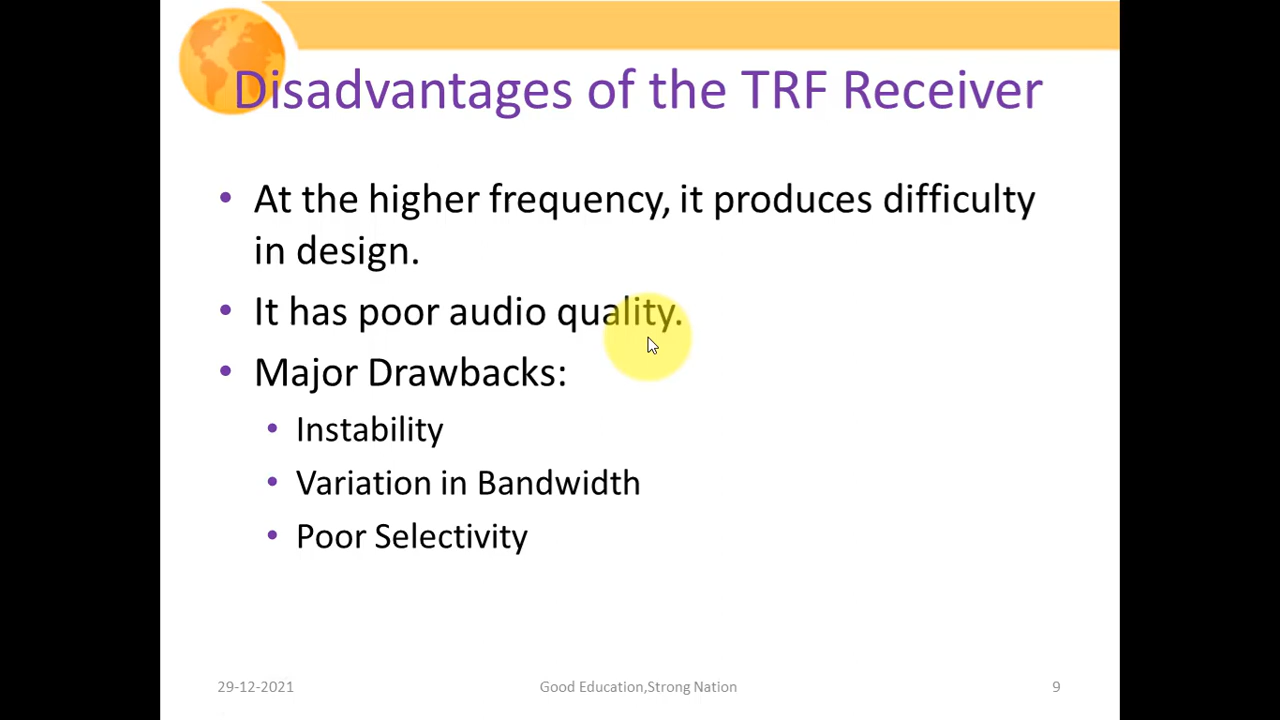 Disadvantages of the TRF Receiver
• At the higher frequency, it produces difficulty
in design.
• It has poor audio quality.
• Major Drawbacks:
• Instability
• Variation in Bandwidth
• Poor Selectivity
29-12-2021 Good Education,Strong Nation 9